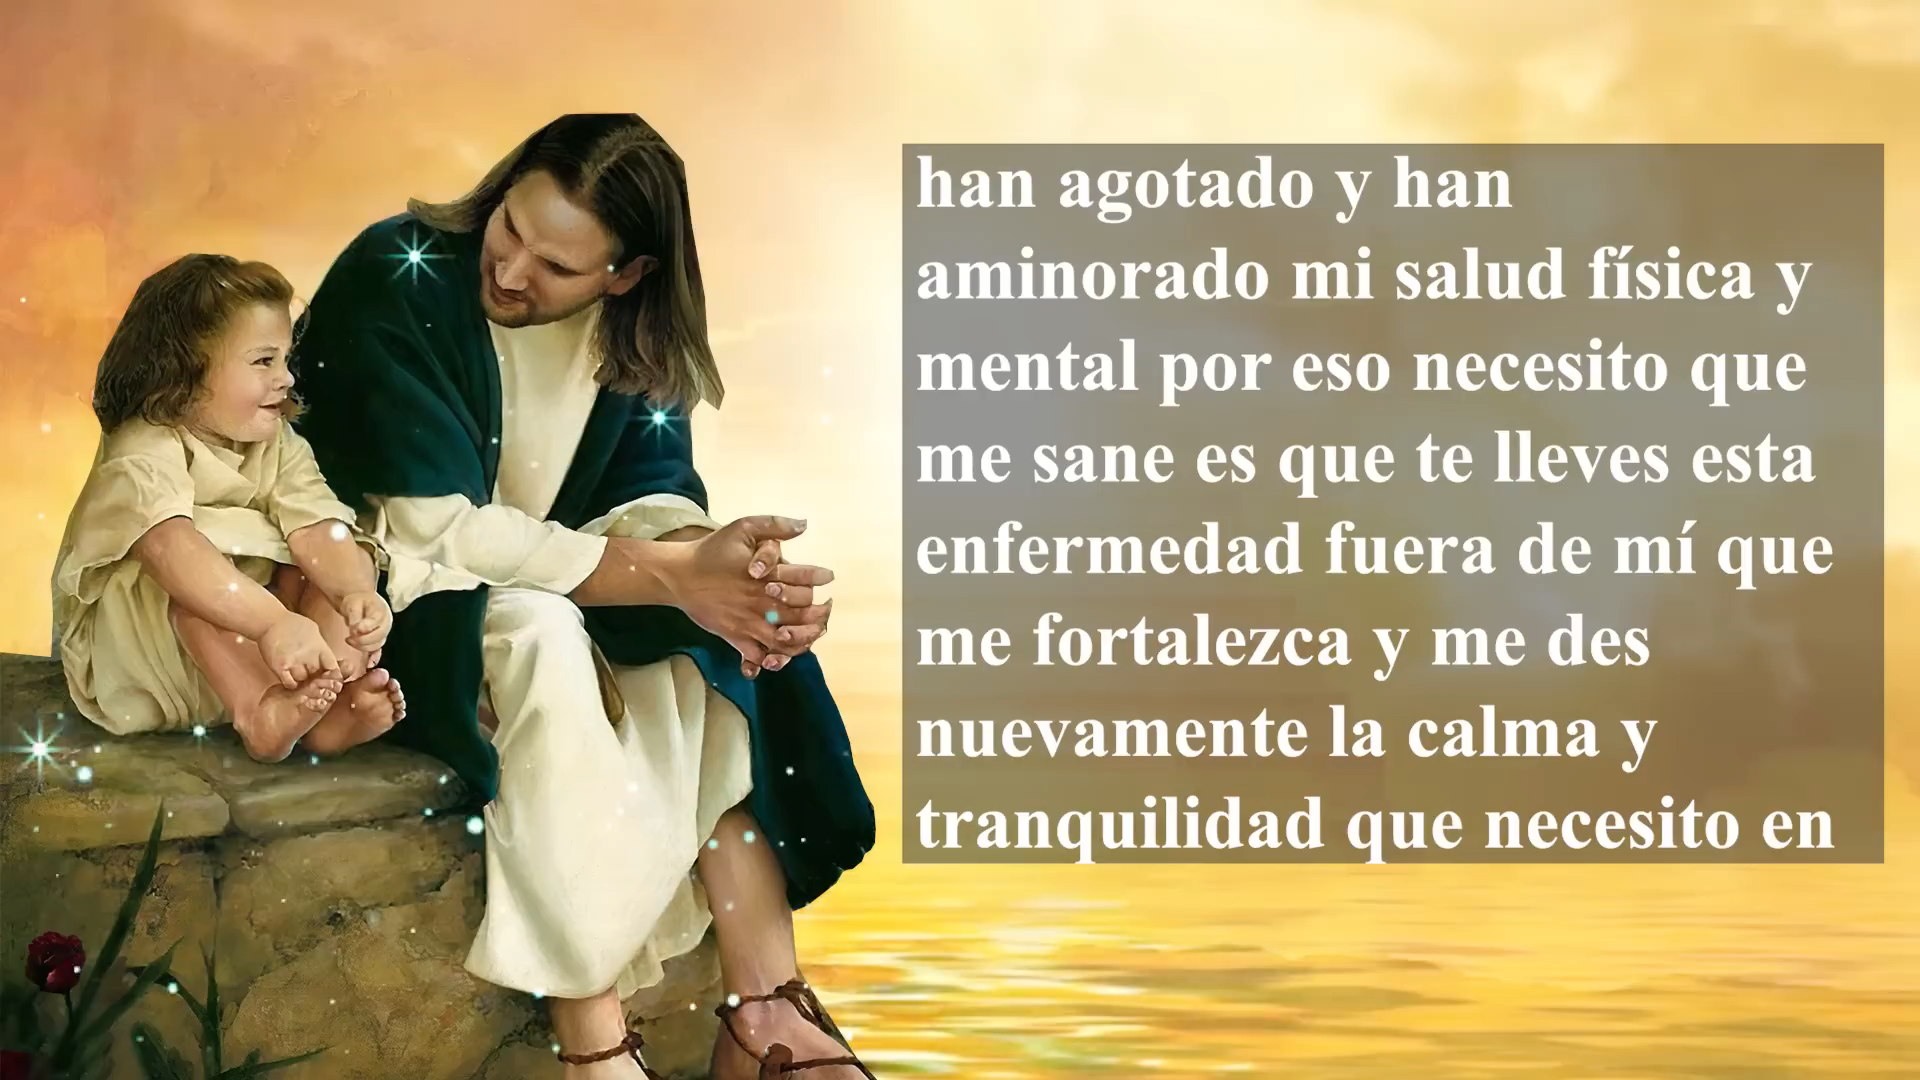 han agotado y han
aminorado mi salud física y
mental por eso necesito que
me sane es que te lleves esta
enfermedad fuera de mí que
me fortalezca y me des
nuevamente la calma y
tranquilidad que necesito en